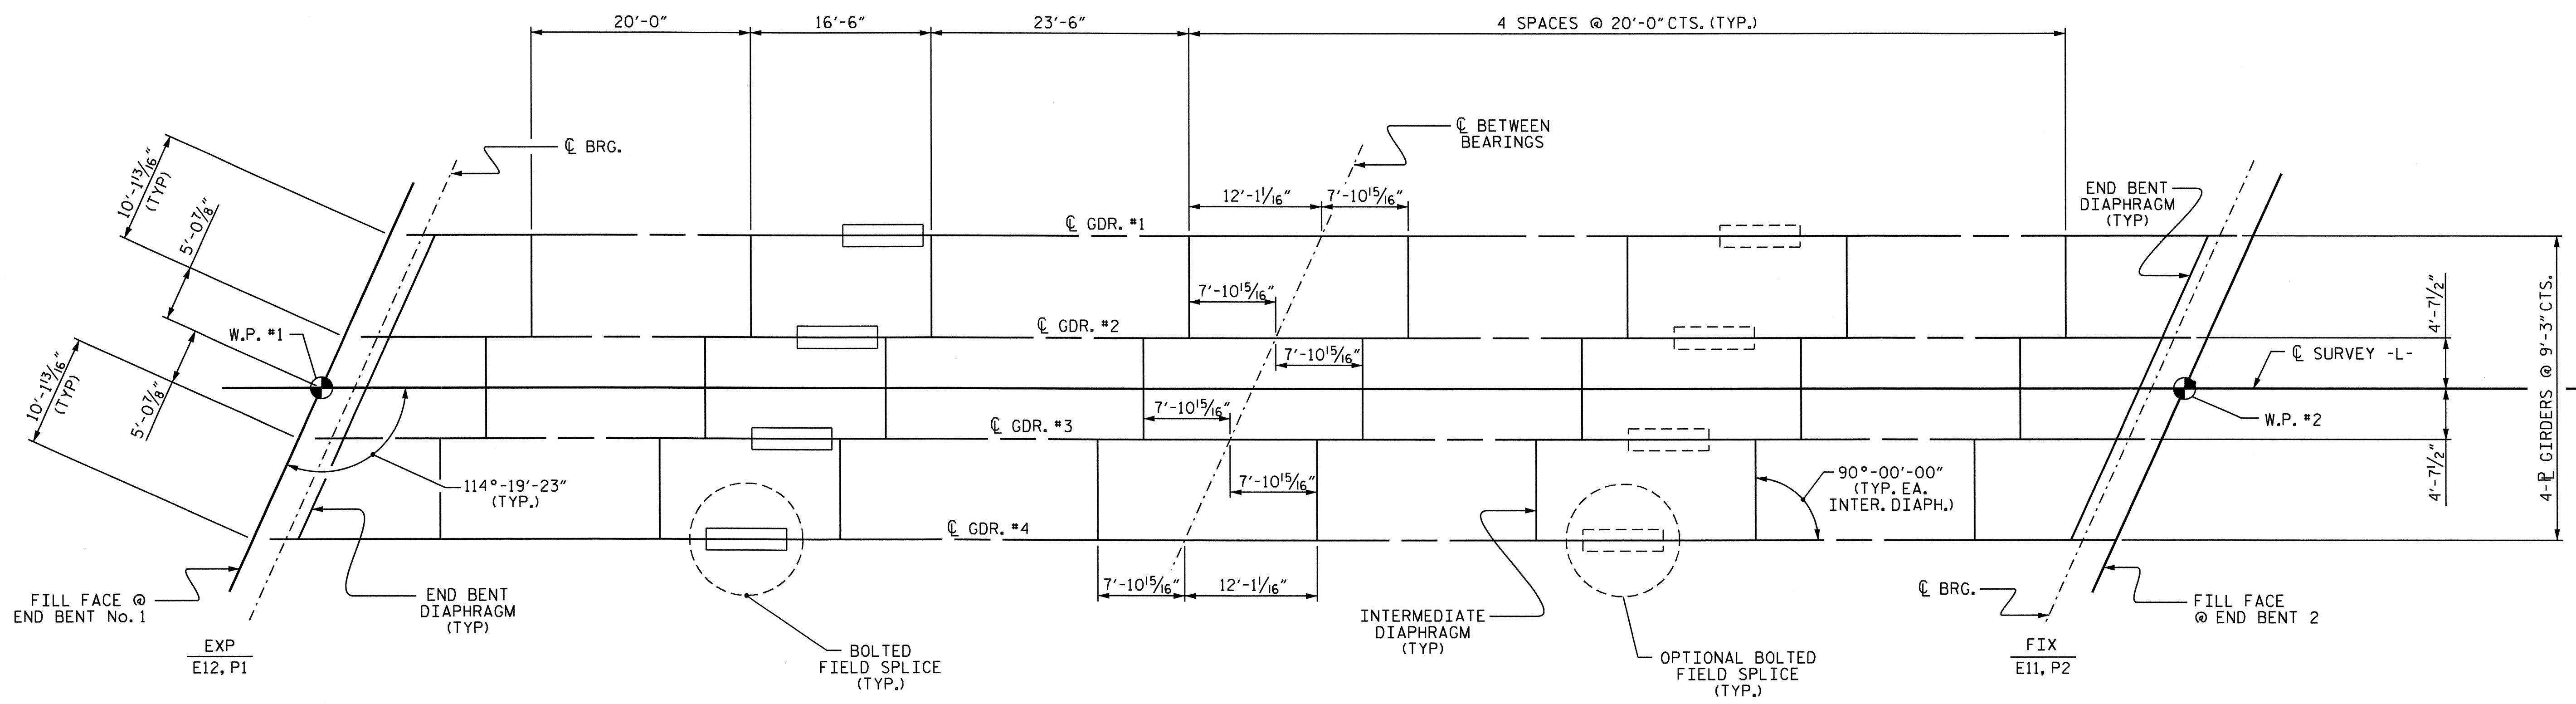 20'-0"
16'-6"
23'-6"
4 SPACES @ 20'-0" CTS. (TYP.)
10'-1 13/16"
(TYP)
5'-0 7/8"
10'-1 13/16"
(TYP)
5'-0 7/8"
W.P. #1
℄ BRG.
℄ BETWEEN
BEARINGS
END BENT
DIAPHRAGM
(TYP)
12'-1 1/16"
7'-10 15/16"
℄ GDR. #1
7'-10 15/16"
℄ GDR. #2
7'-10 15/16"
℄ SURVEY -L-
4'-7 1/2"
4'-7 1/2"
4-℄ GIRDERS @ 9'-3" CTS.
7'-10 15/16"
℄ GDR. #3
W.P. #2
114°-19'-23"
(TYP.)
7'-10 15/16"
90°-00'-00"
(TYP. EA.
INTER. DIAPH.)
℄ GDR. #4
7'-10 15/16"
12'-1 1/16"
FILL FACE @
END BENT No. 1
END BENT
DIAPHRAGM
(TYP)
℄ BRG.
FILL FACE
@ END BENT 2
EXP
E12, P1
BOLTED
FIELD SPLICE
(TYP.)
INTERMEDIATE
DIAPHRAGM
(TYP)
OPTIONAL BOLTED
FIELD SPLICE
(TYP.)
FIX
E11, P2